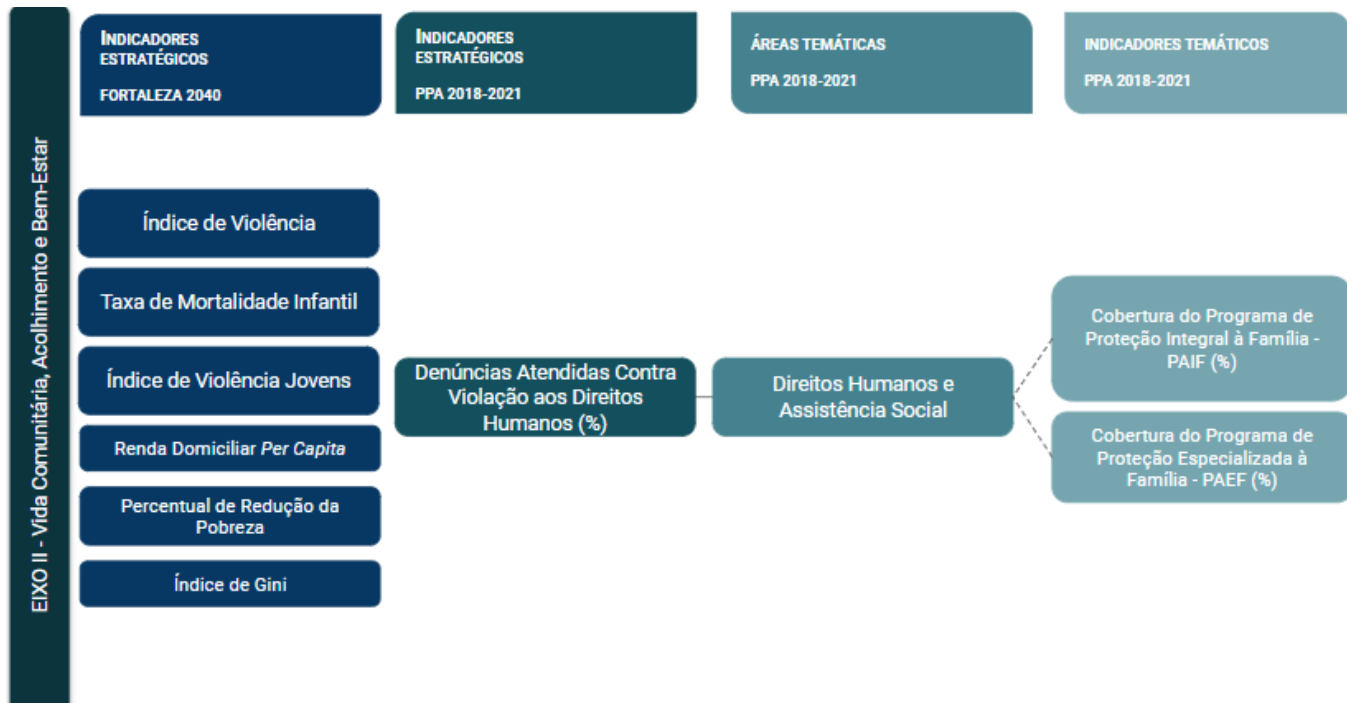 EIXO II - Vida Comunitária, Acolhimento e Bem-Estar
INDICADORES
ESTRATÉGICOS
FORTALEZA 2040
INDICADORES
ESTRATÉGICOS
PPA 2018-2021
ÁREAS TEMÁTICAS
PPA 2018-2021
INDICADORES TEMÁTICOS
PPA 2018-2021
Índice de Violência
Taxa de Mortalidade Infantil
Índice de Violência Jovens
Renda Domiciliar Per Capita
Percentual de Redução da
Pobreza
Índice de Gini
Denúncias Atendidas Contra
Violação aos Direitos
Humanos (%)
Direitos Humanos e
Assistência Social
Cobertura do Programa de
Proteção Integral à Família -
PAIF (%)
Cobertura do Programa de
Proteção Especializada à
Família - PAEF (%)